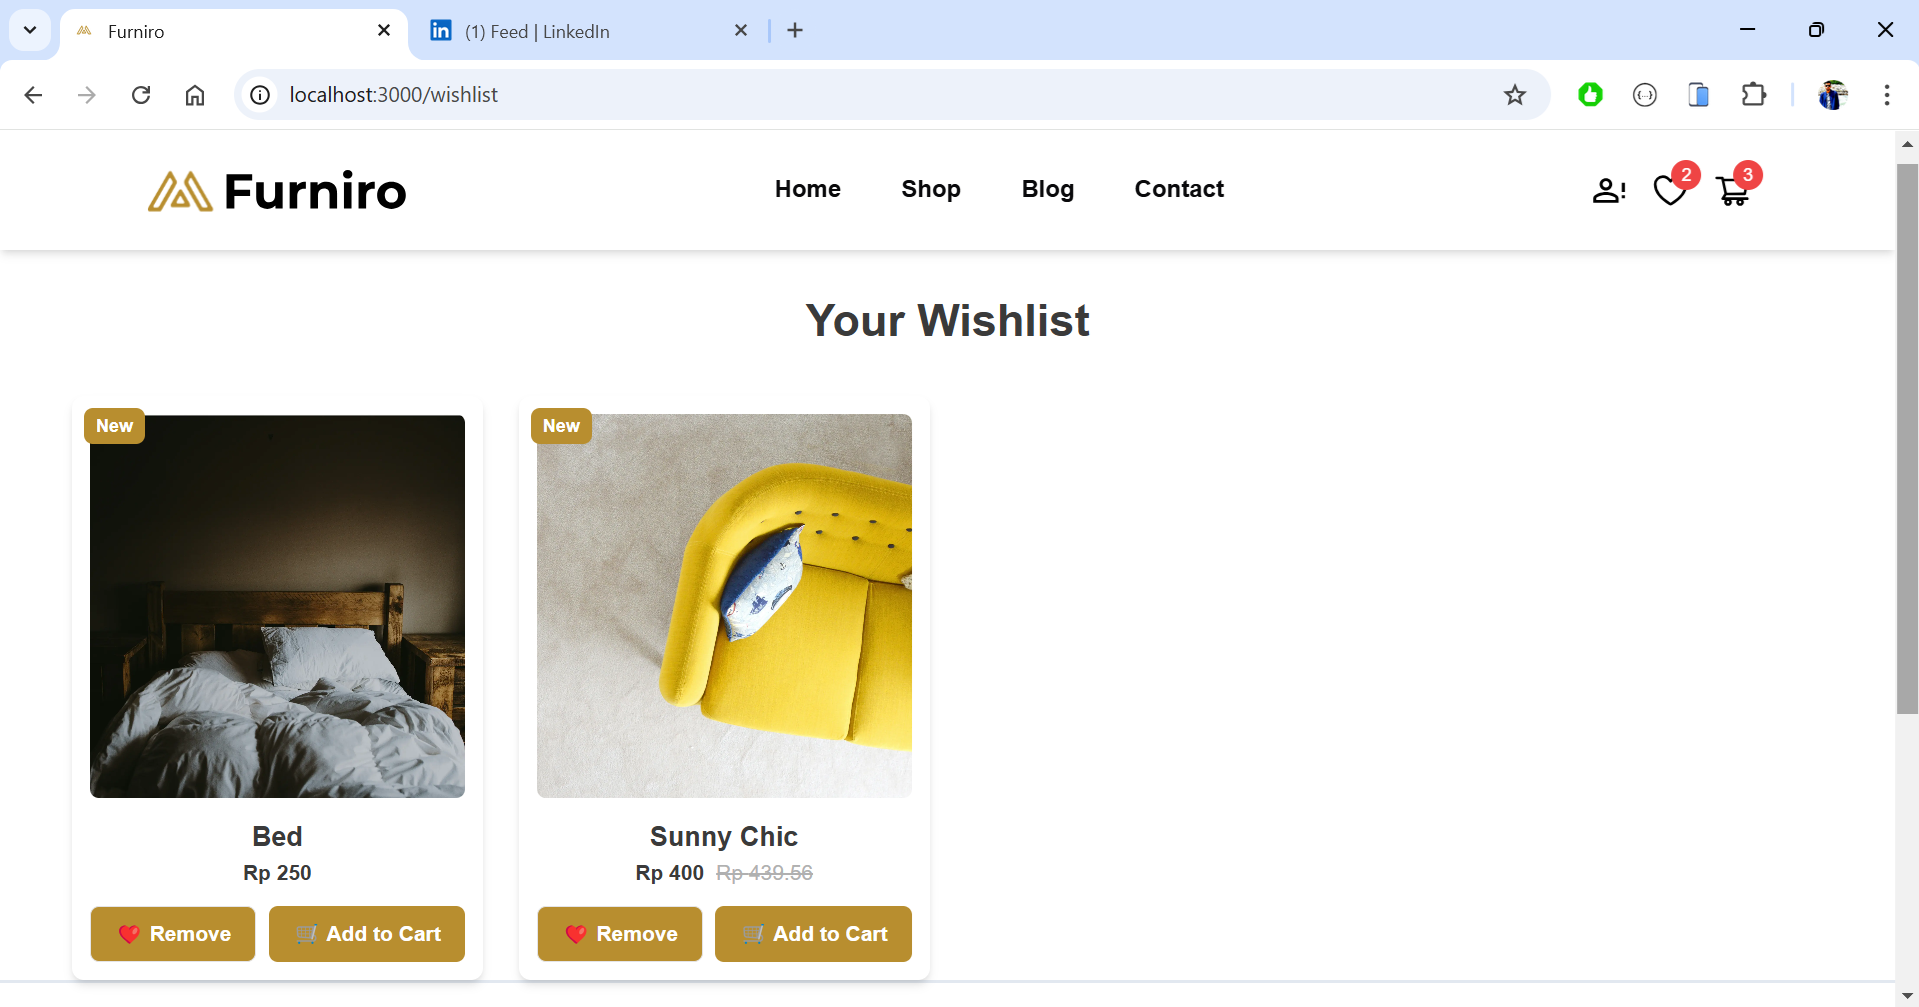 Furniro
(1) Feed | LinkedIn
localhost:3000/wishlist
Furniro
Home Shop Blog Contact
2 3
Your Wishlist
New New
Bed
Rp 250
Remove Add to Cart
Sunny Chic
Rp 400 Rp 439.56
Remove Add to Cart